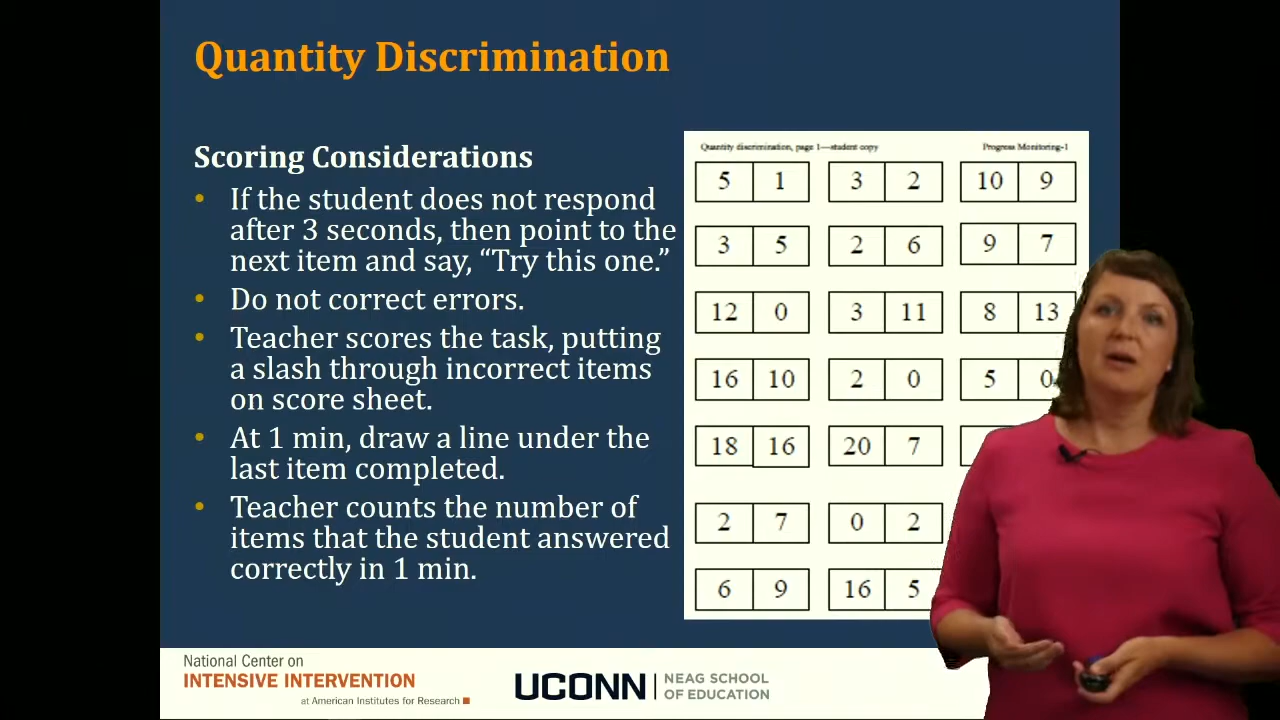 Quantity Discrimination
Scoring Considerations
• If the student does not respond
after 3 seconds, then point to the
next item and say, “Try this one.”
• Do not correct errors.
• Teacher scores the task, putting
a slash through incorrect items
on score sheet.
• At 1 min, draw a line under the
last item completed.
• Teacher counts the number of
items that the student answered
correctly in 1 min.
Quantity discrimination, page 1—student copy Progress Monitoring-1
5 1 3 2 10 9
3 5 2 6 9 7
12 0 3 11 8 13
16 10 2 0 5 0
18 16 20 7
2 7 0 2
6 9 16 5
National Center on
INTENSIVE INTERVENTION
at American Institutes for Research
UCONN
NEAG SCHOOL
OF EDUCATION